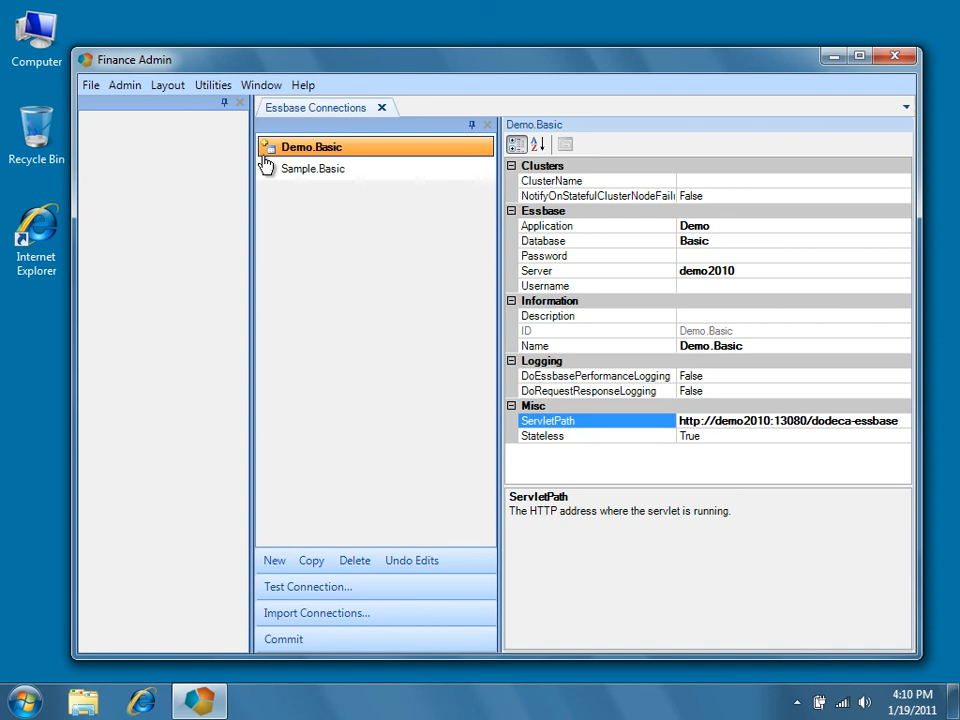 Computer
Recycle Bin
Internet
Explorer
Finance Admin
File Admin Layout Utilities Window Help
Essbase Connections
Demo.Basic
Sample.Basic
New Copy Delete Undo Edits
Test Connection...
Import Connections...
Commit
Demo.Basic
Clusters
ClusterName
NotifyOnStatefulClusterNodeFail False
Essbase
Application Demo
Database Basic
Password
Server demo2010
Username
Information
Description
ID Demo.Basic
Name Demo.Basic
Logging
DoEssbasePerformanceLogging False
DoRequestResponseLogging False
Misc
ServletPath http://demo2010:13080/dodeca-essbase
Stateless True
ServletPath
The HTTP address where the servlet is running.
4:10 PM
1/19/2011